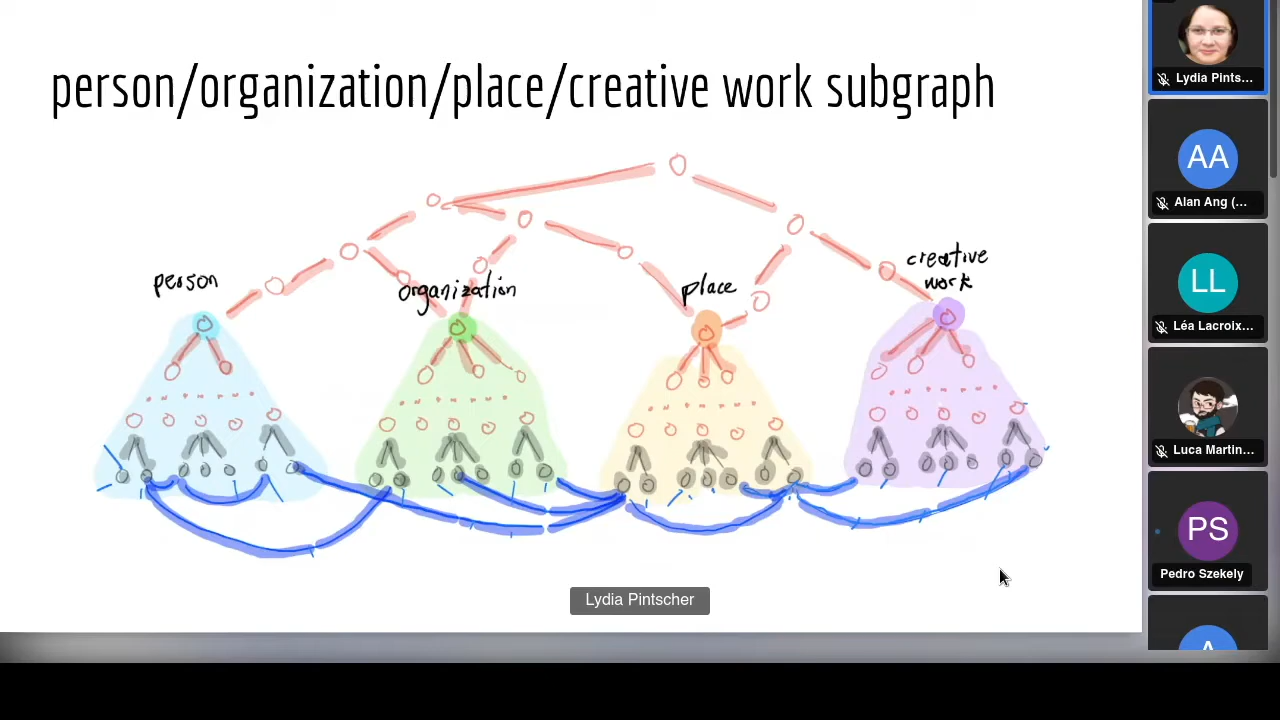 person/organization/place/creative work subgraph
person
organization
place
creative
work
Lydia Pintscher
Lydia Pints...
AA
Alan Ang (...
LL
Léa Lacroix...
Luca Martin...
PS
Pedro Szekely
A